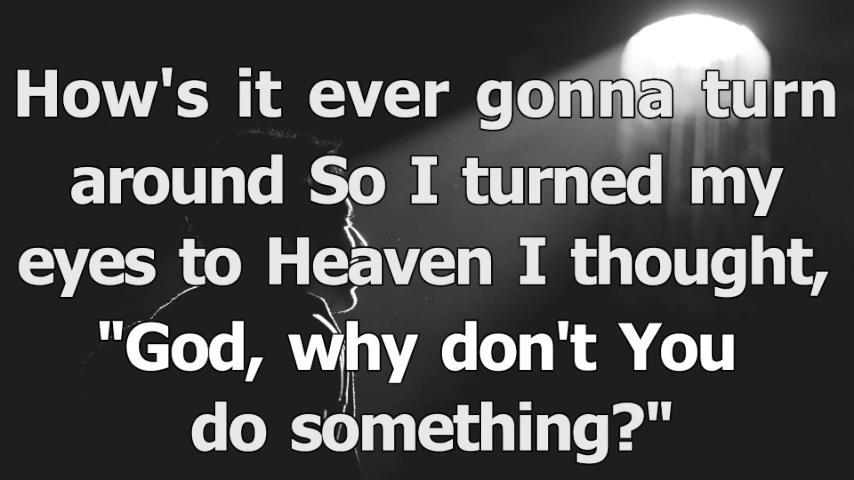 How's it ever gonna turn
around So I turned my
eyes to Heaven I thought,
"God, why don't You
do something?"